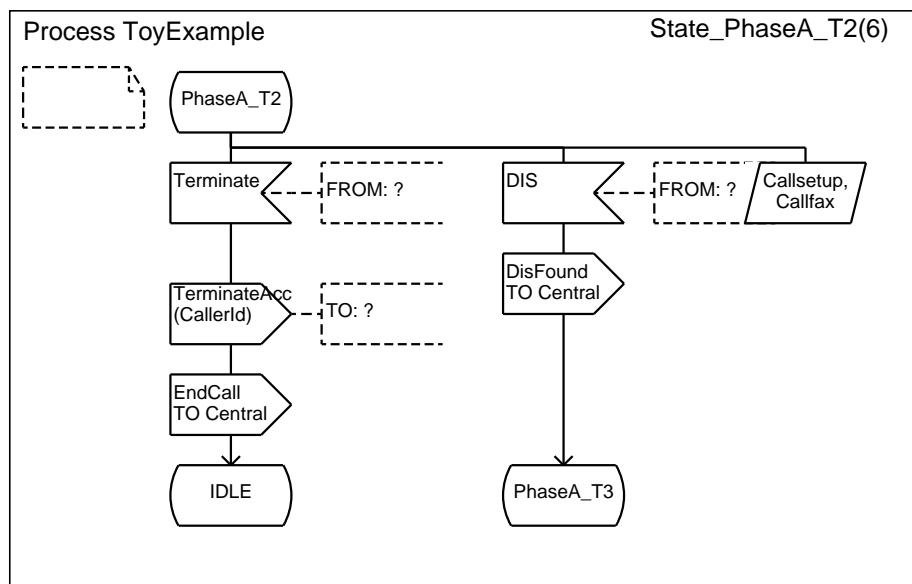 Process ToyExample
State_PhaseA_T2(6)
PhaseA_T2
Terminate
FROM: ?
DIS
FROM: ?
Callsetup,
Callfax
TerminateAcc
(CallerId)
TO: ?
DisFound
TO Central
EndCall
TO Central
IDLE
PhaseA_T3